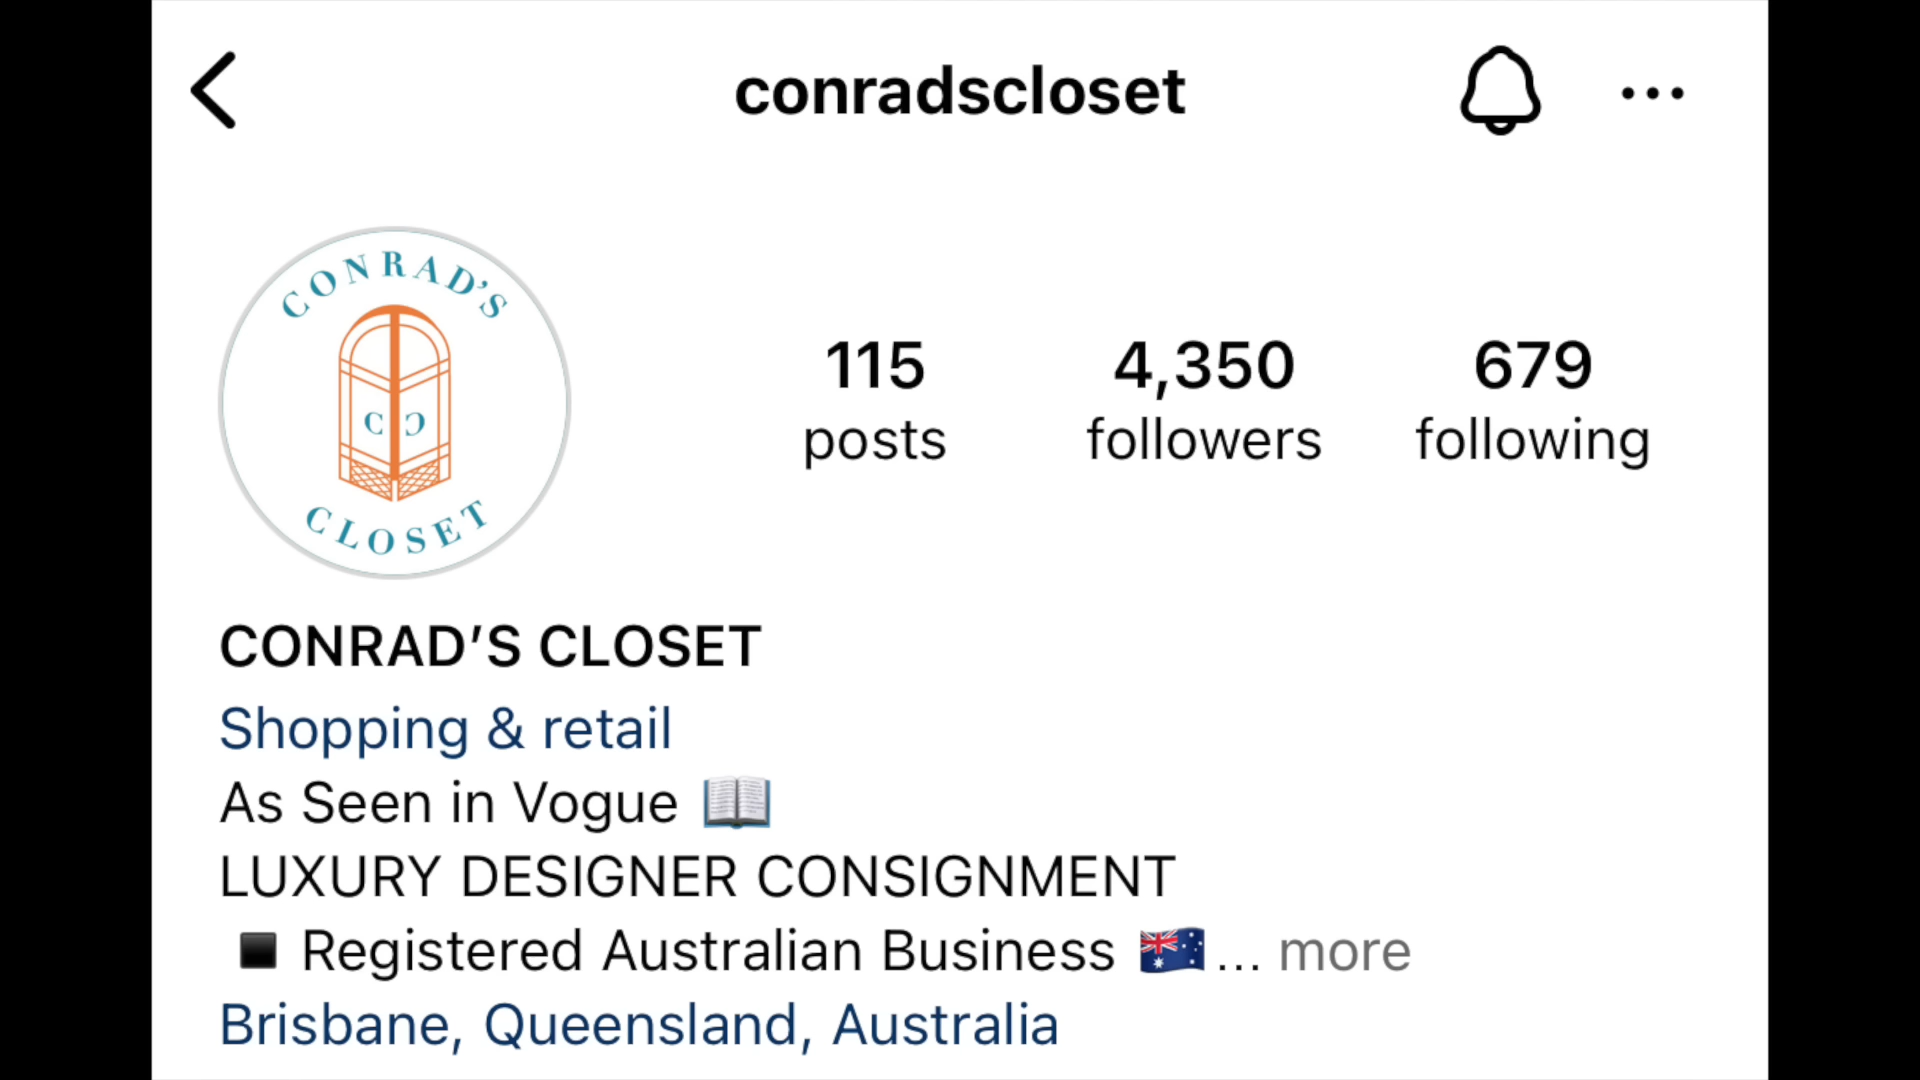 conradscloset
CONRAD'S
C C
CLOSET
115
posts
4,350
followers
679
following
CONRAD'S CLOSET
Shopping & retail
As Seen in Vogue 📖
LUXURY DESIGNER CONSIGNMENT
▪️ Registered Australian Business 🇦🇺... more
Brisbane, Queensland, Australia